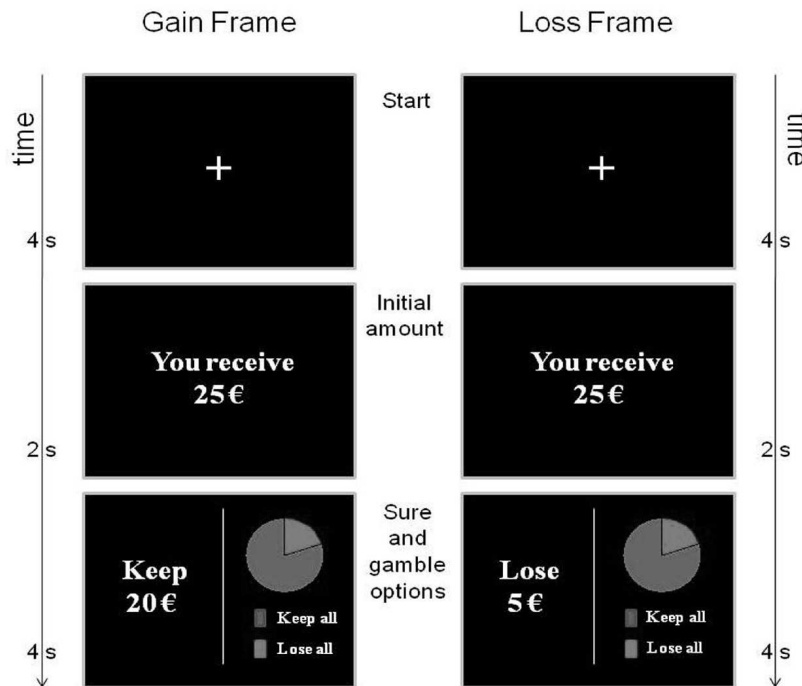 Gain Frame
Loss Frame
time
Start
time
+
+
4 s
4 s
Initial
amount
You receive
25 €
You receive
25 €
2 s
2 s
Sure
and
gamble
options
Keep
20 €
Keep all
Lose all
Lose
5 €
Keep all
Lose all
4 s
4 s